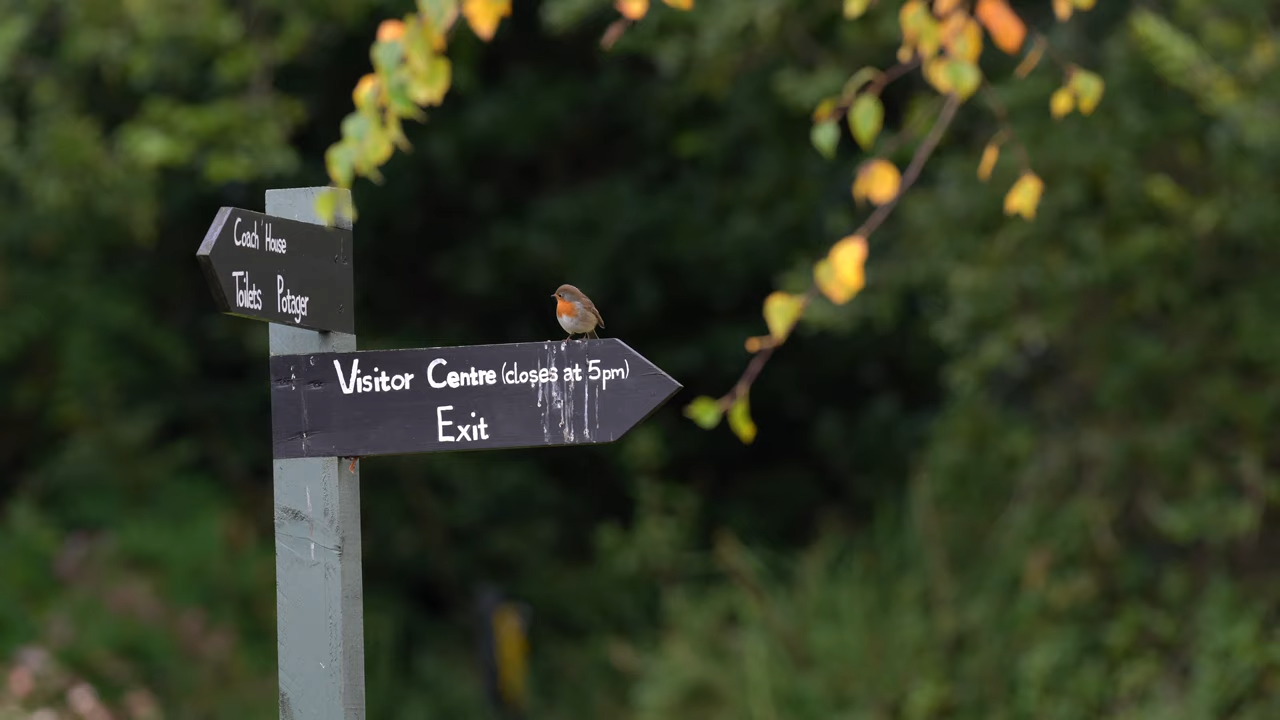 Coach House
Toilets Potager
Visitor Centre (closes at 5pm)
Exit